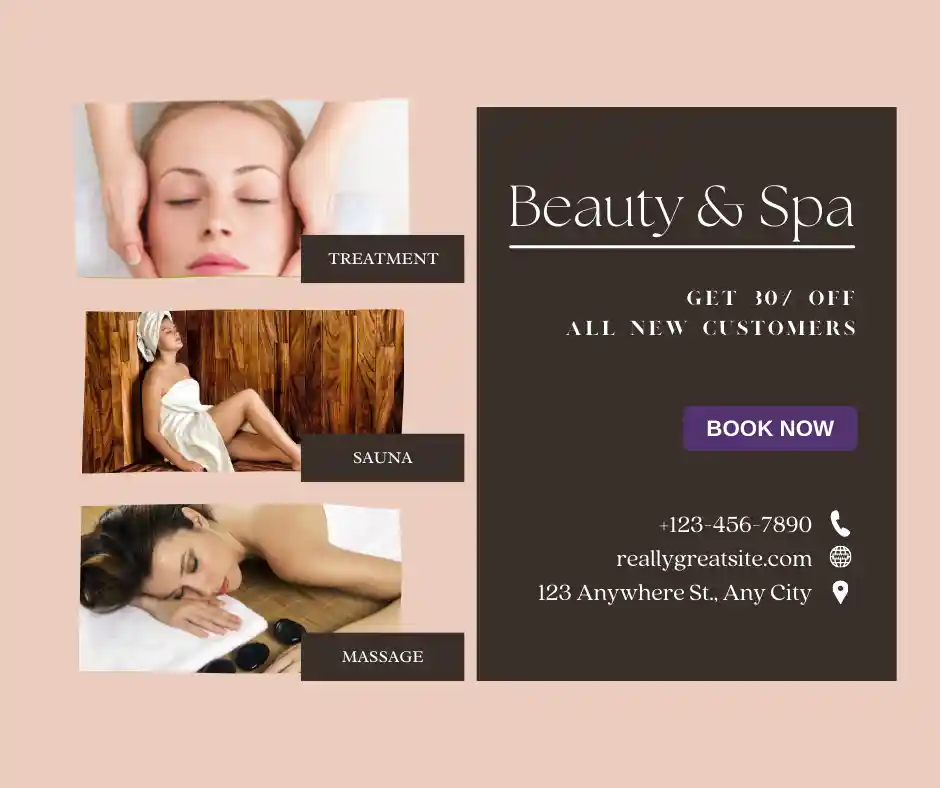 TREATMENT
SAUNA
MASSAGE
Beauty & Spa
GET 30% OFF
ALL NEW CUSTOMERS
BOOK NOW
+123-456-7890
reallygreatsite.com
123 Anywhere St., Any City